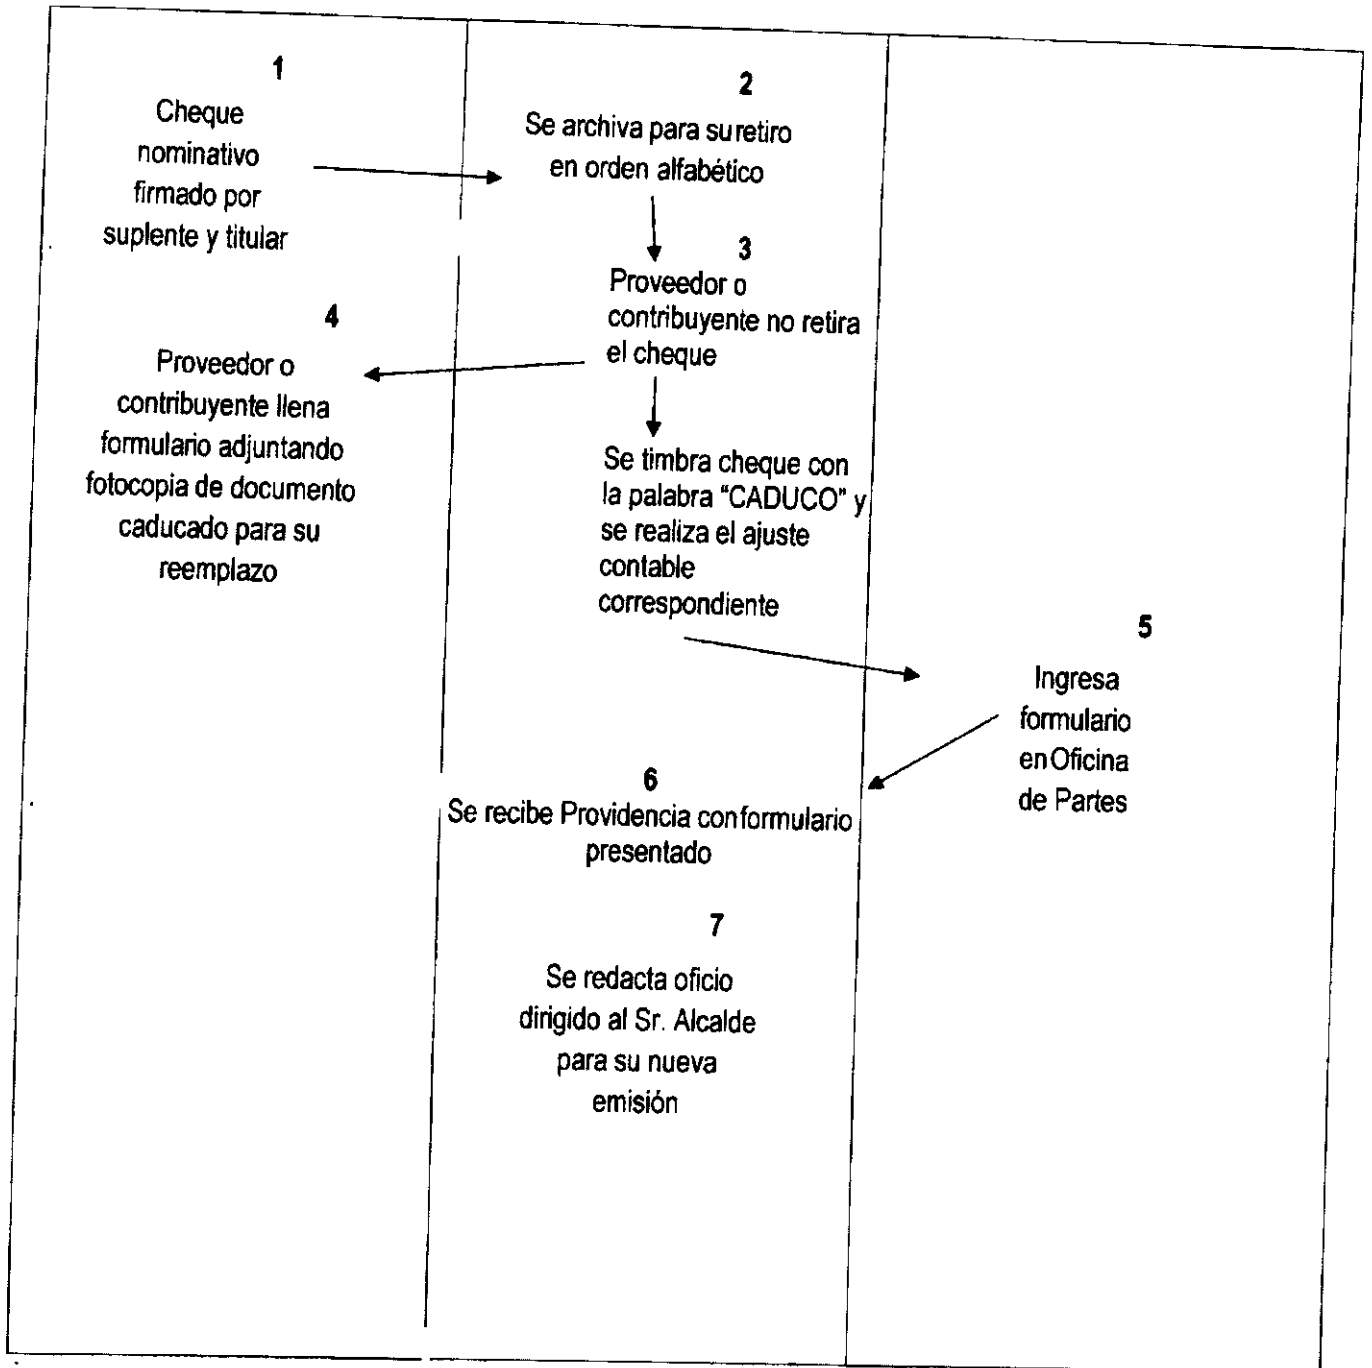 1
Cheque
nominativo
firmado por
suplente y titular
2
Se archiva para su retiro
en orden alfabético
3
Proveedor o
contribuyente no retira
el cheque
4
Proveedor o
contribuyente llena
formulario adjuntando
fotocopia de documento
caducado para su
reemplazo
Se timbra cheque con
la palabra "CADUCO" y
se realiza el ajuste
contable
correspondiente
5
Ingresa
formulario
en Oficina
de Partes
6
Se recibe Providencia con formulario
presentado
7
Se redacta oficio
dirigido al Sr. Alcalde
para su nueva
emisión